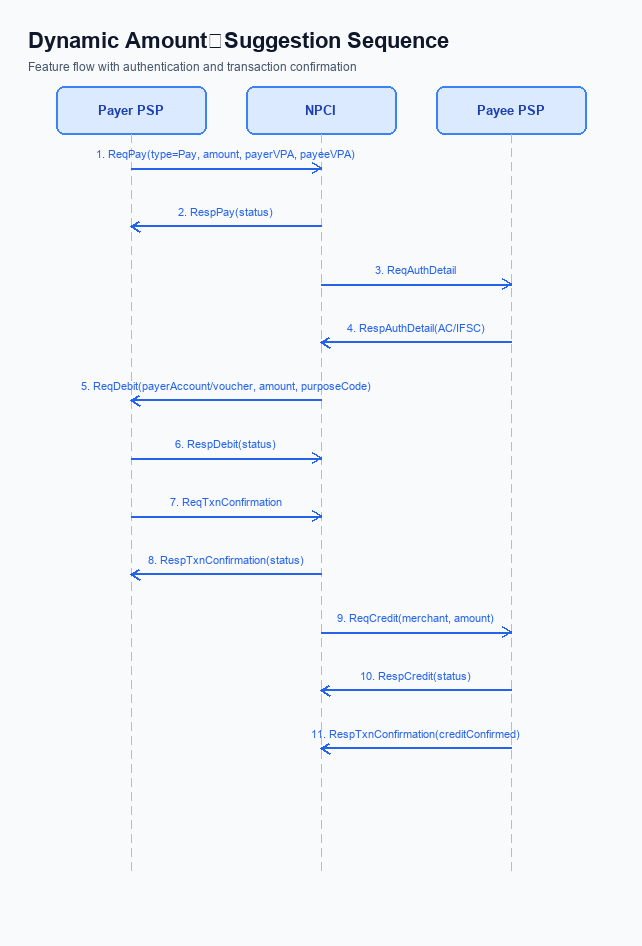 Dynamic Amount□Suggestion Sequence
Feature flow with authentication and transaction confirmation
Payer PSP
NPCI
Payee PSP
1. ReqPay(type=Pay, amount, payerVPA, payeeVPA)
2. RespPay(status)
3. ReqAuthDetail
4. RespAuthDetail(AC/IFSC)
5. ReqDebit(payerAccount/voucher, amount, purposeCode)
6. RespDebit(status)
7. ReqTxnConfirmation
8. RespTxnConfirmation(status)
9. ReqCredit(merchant, amount)
10. RespCredit(status)
11. RespTxnConfirmation(creditConfirmed)